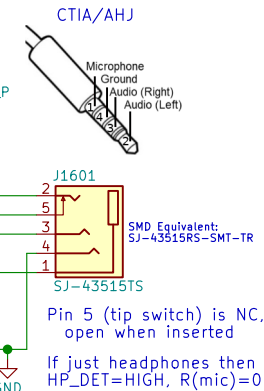 CTIA/AHJ
_P
Microphone
Ground
Audio (Right)
Audio (Left)
1
4
3
2
J1601
2
5
3
4
1
SMD Equivalent:
SJ-43515RS-SMT-TR
SJ-43515TS
Pin 5 (tip switch) is NC,
open when inserted
If just headphones then
HP_DET=HIGH, R(mic)=0
GND